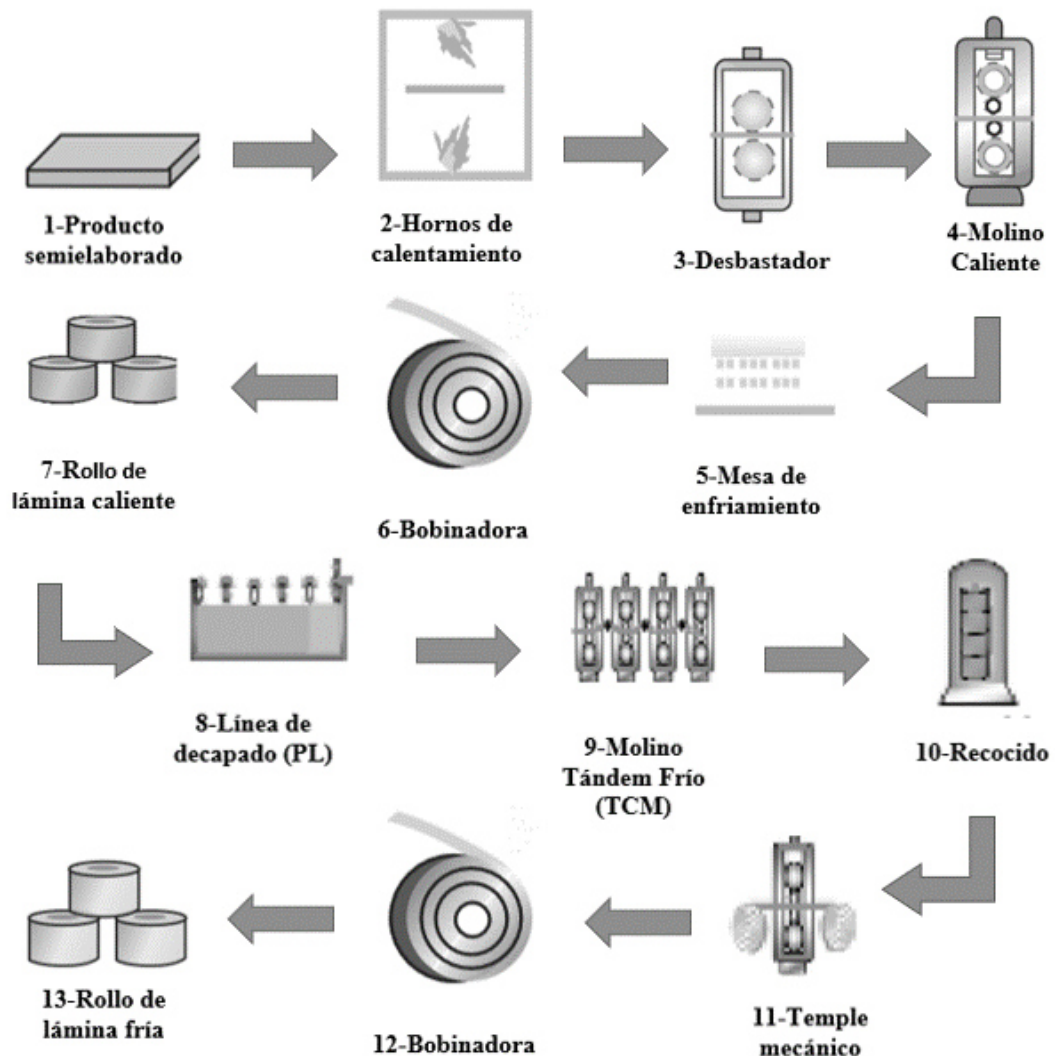 1-Producto
semielaborado
2-Hornos de
calentamiento
3-Desbastador
4-Molino
Caliente
5-Mesa de
enfriamiento
6-Bobinadora
7-Rollo de
lámina caliente
8-Línea de
decapado (PL)
9-Molino
Tándem Frío
(TCM)
10-Recocido
11-Temple
mecánico
12-Bobinadora
13-Rollo de
lámina fría